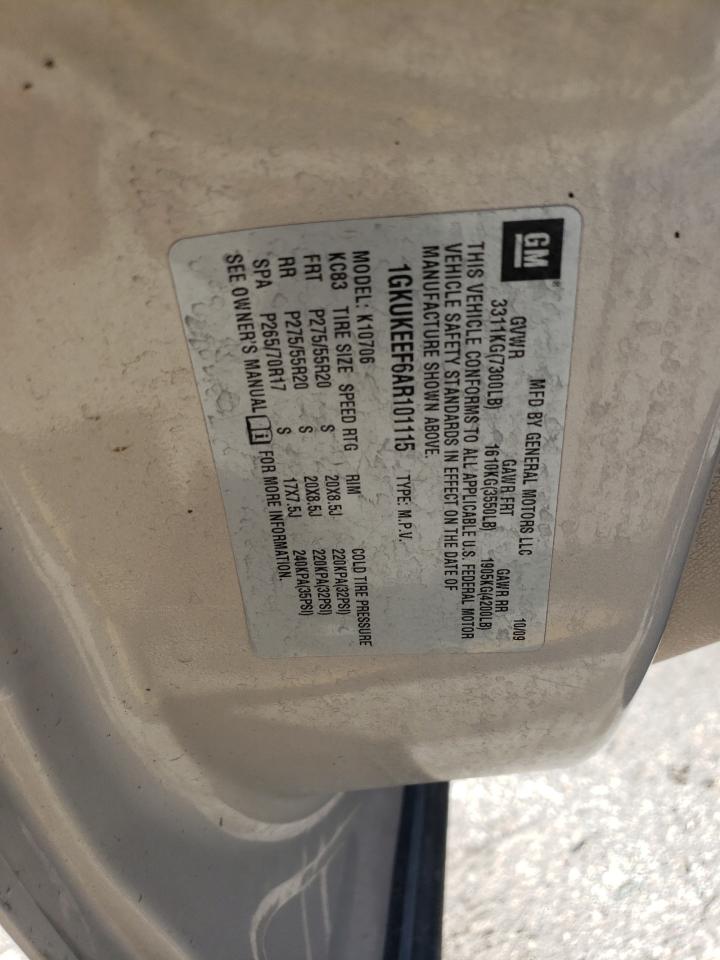 GM
MFD BY GENERAL MOTORS LLC 10/09
GVWR GAWR FRT GAWR RR
3311KG(7300LB) 1610KG(3550LB) 1905KG(4200LB)
THIS VEHICLE CONFORMS TO ALL APPLICABLE U.S. FEDERAL MOTOR
VEHICLE SAFETY STANDARDS IN EFFECT ON THE DATE OF
MANUFACTURE SHOWN ABOVE.
1GKUKEEF6AR101115 TYPE: M.P.V.
MODEL: K10706
KC83 TIRE SIZE SPEED RTG RIM COLD TIRE PRESSURE
FRT P275/55R20 S 20X8.5J 220KPA(32PSI)
RR P275/55R20 S 20X8.5J 220KPA(32PSI)
SPA P265/70R17 17X7.5J 240KPA(35PSI)
SEE OWNER'S MANUAL FOR MORE INFORMATION.